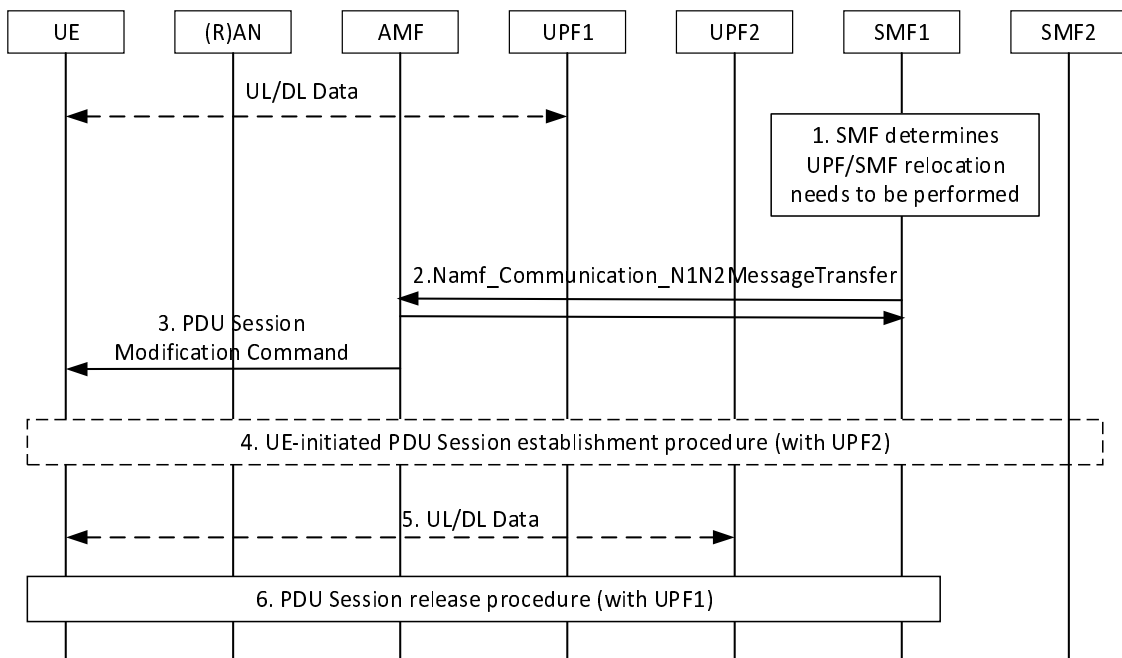 UE
(R)AN
AMF
UPF1
UPF2
SMF1
SMF2
UL/DL Data
1. SMF determines
UPF/SMF relocation
needs to be performed
2.Namf_Communication_N1N2MessageTransfer
3. PDU Session
Modification Command
4. UE-initiated PDU Session establishment procedure (with UPF2)
5. UL/DL Data
6. PDU Session release procedure (with UPF1)